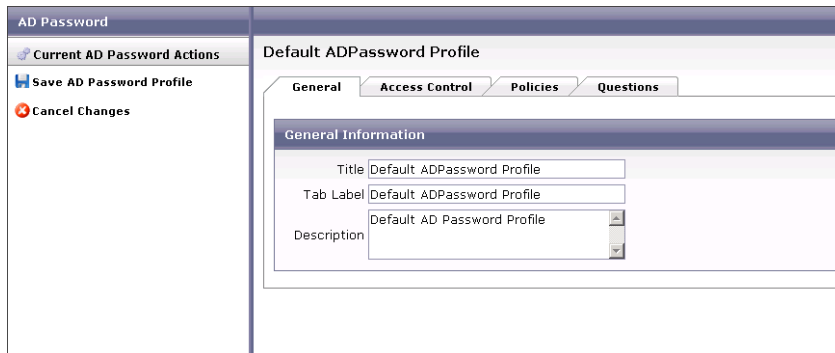 AD Password
Current AD Password Actions
Save AD Password Profile
Cancel Changes
Default ADPassword Profile
General Access Control Policies Questions
General Information
Title Default ADPassword Profile
Tab Label Default ADPassword Profile
Description Default AD Password Profile